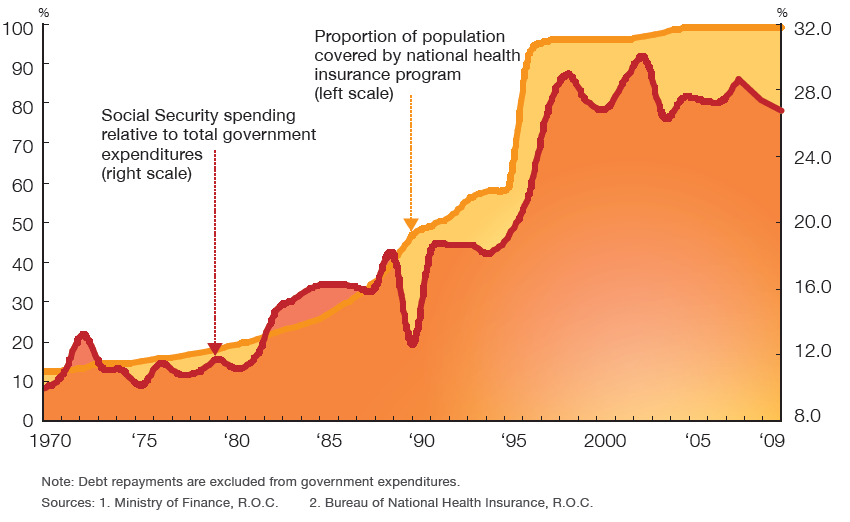 %
%
100
90
80
70
60
50
40
30
20
10
0
32.0
28.0
24.0
20.0
16.0
12.0
8.0
Proportion of population
covered by national health
insurance program
(left scale)
Social Security spending
relative to total government
expenditures
(right scale)
1970 ‘75 ‘80 ‘85 ‘90 ‘95 2000 ‘05 ‘09
Note: Debt repayments are excluded from government expenditures.
Sources: 1. Ministry of Finance, R.O.C. 2. Bureau of National Health Insurance, R.O.C.